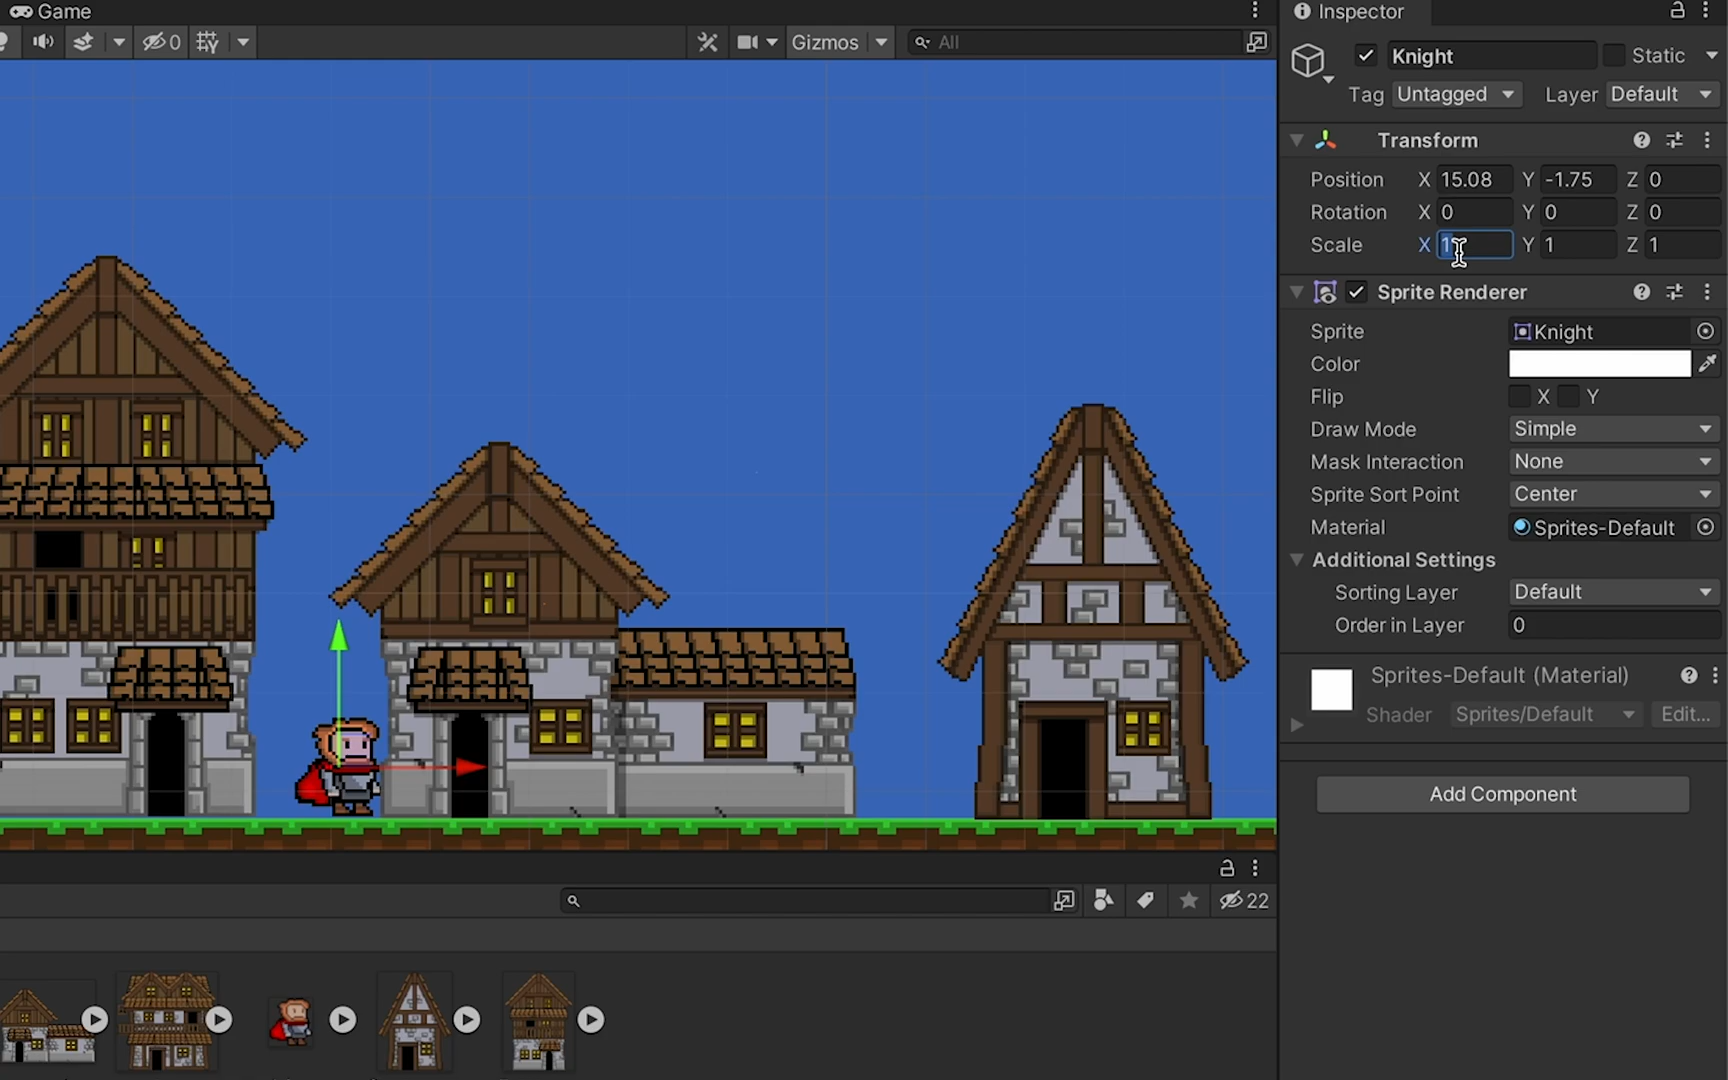 Game
Inspector
0
Gizmos
All
Knight
Static
Tag Untagged Layer Default
Transform
Position X 15.08 Y -1.75 Z 0
Rotation X 0 Y 0 Z 0
Scale X 1 Y 1 Z 1
Sprite Renderer
Sprite Knight
Color
Flip X Y
Draw Mode Simple
Mask Interaction None
Sprite Sort Point Center
Material Sprites-Default
Additional Settings
Sorting Layer Default
Order in Layer 0
Sprites-Default (Material)
Shader Sprites/Default Edit...
Add Component
22